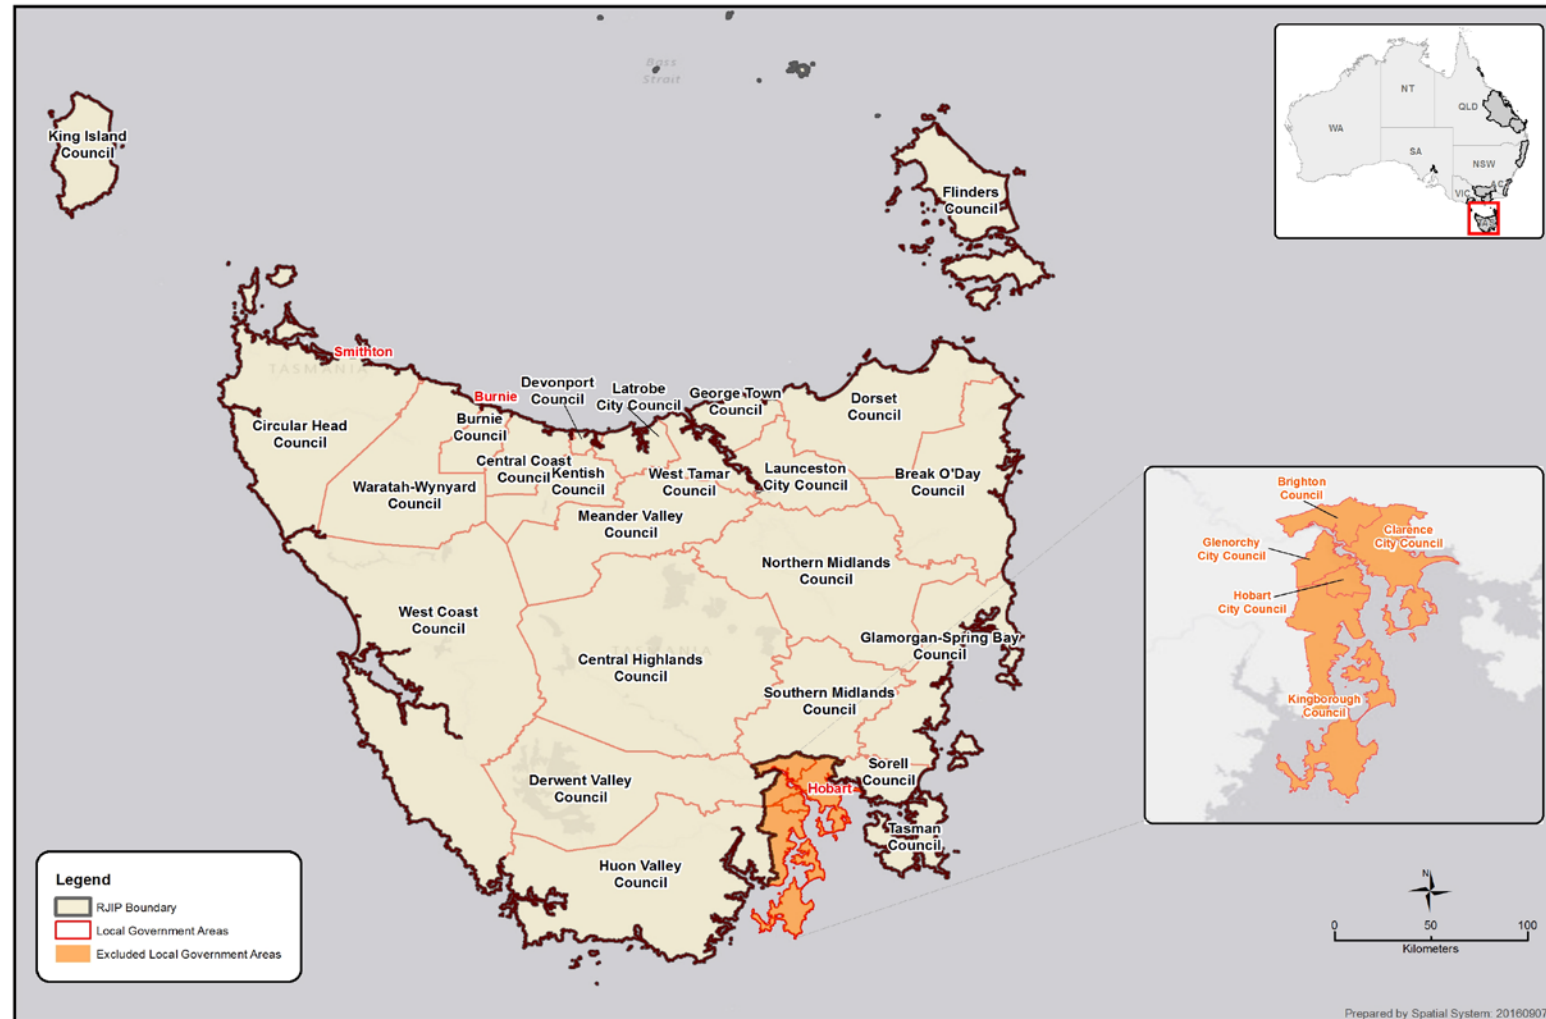 Bass
Strait
King Island
Council
Flinders
Council
WA
NT
QLD
SA
NSW
VIC
Smithton
TASMANIA
Burnie
Devonport
Council
Latrobe
City Council
George Town
Council
Dorset
Council
Circular Head
Council
Burnie
Council
Central Coast
Council
Kentish
Council
West Tamar
Council
Launceston
City Council
Break O'Day
Council
Waratah-Wynyard
Council
Meander Valley
Council
Northern Midlands
Council
West Coast
Council
TASMANIA
Central Highlands
Council
Glamorgan-Spring Bay
Council
Southern Midlands
Council
Derwent Valley
Council
Sorell
Council
Hobart
Tasman
Council
Huon Valley
Council
Brighton
Council
Clarence
City Council
Glenorchy
City Council
Hobart
City Council
Kingborough
Council
Legend
RJIP Boundary
Local Government Areas
Excluded Local Government Areas
N
0 50 100
Kilometers
Prepared by Spatial System: 20160907